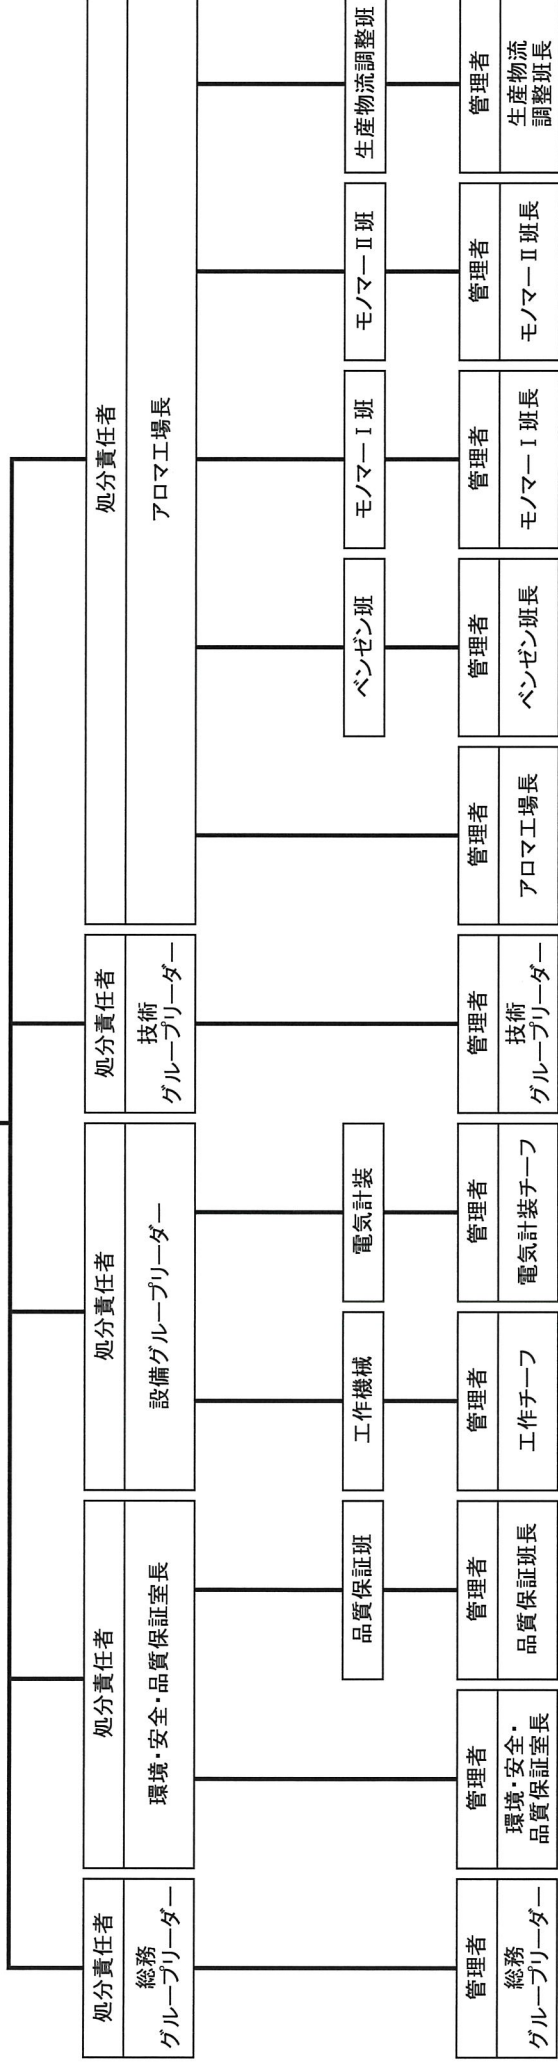 処分責任者
総務
グループリーダー
処分責任者
環境・安全・品質保証室長
処分責任者
設備グループリーダー
処分責任者
技術
グループリーダー
処分責任者
アロマ工場長
品質保証班
工作機械
電気計装
ベンゼン班
モノマーⅠ班
モノマーⅡ班
生産物流調整班
管理者
総務
グループリーダー
管理者
環境・安全・
品質保証室長
管理者
品質保証班長
管理者
工作チーフ
管理者
電気計装チーフ
管理者
技術
グループリーダー
管理者
アロマ工場長
管理者
ベンゼン班長
管理者
モノマーⅠ班長
管理者
モノマーⅡ班長
管理者
生産物流
調整班長